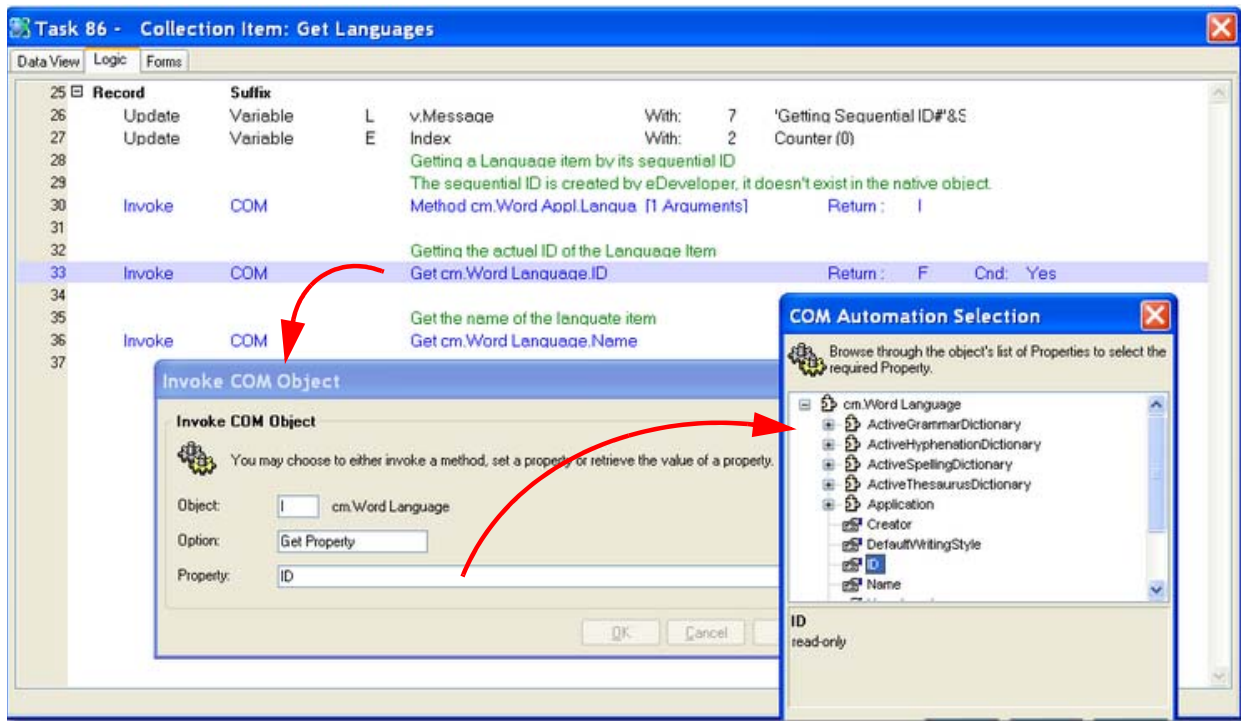 Task 86 - Collection Item: Get Languages
Data View Logic Forms
25 Record Suffix
26 Update Variable L v.Message With: 7 'Getting Sequential ID#'&S
27 Update Variable E Index With: 2 Counter (0)
28 Getting a Language item by its sequential ID
29 The sequential ID is created by eDeveloper, it doesn't exist in the native object.
30 Invoke COM Method cm.Word Appl.Langua [1 Arguments] Return : I
31
32 Getting the actual ID of the Language Item
33 Invoke COM Get cm.Word Language.ID Return : F Cnd: Yes
34
35 Get the name of the languate item
36 Invoke COM Get cm.Word Language.Name
37
Invoke COM Object
Invoke COM Object
You may choose to either invoke a method, set a property or retrieve the value of a property.
Object: I cm.Word Language
Option: Get Property
Property: ID
OK Cancel
COM Automation Selection
Browse through the object's list of Properties to select the
required Property.
cm.Word Language
ActiveGrammarDictionary
ActiveHyphenationDictionary
ActiveSpellingDictionary
ActiveThesaurusDictionary
Application
Creator
DefaultWritingStyle
ID
Name
ID
read-only